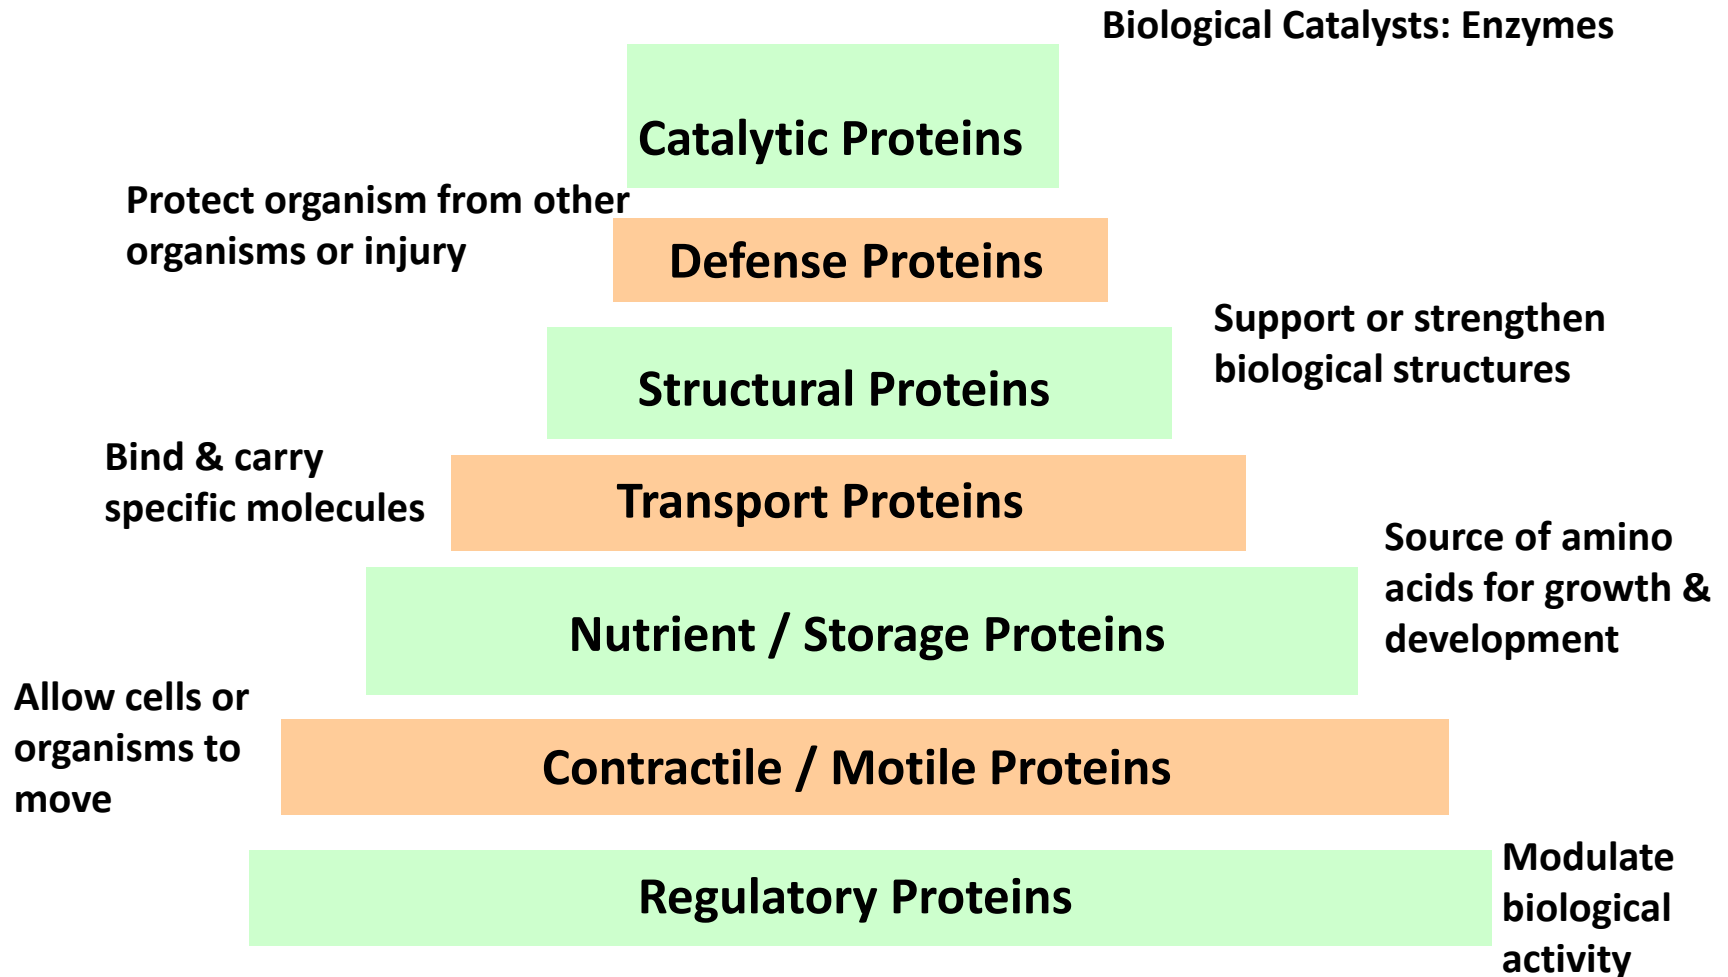 Biological Catalysts: Enzymes
Catalytic Proteins
Protect organism from other
organisms or injury
Defense Proteins
Support or strengthen
biological structures
Structural Proteins
Bind & carry
specific molecules
Transport Proteins
Source of amino
acids for growth &
development
Nutrient / Storage Proteins
Allow cells or
organisms to
move
Contractile / Motile Proteins
Modulate
biological
activity
Regulatory Proteins